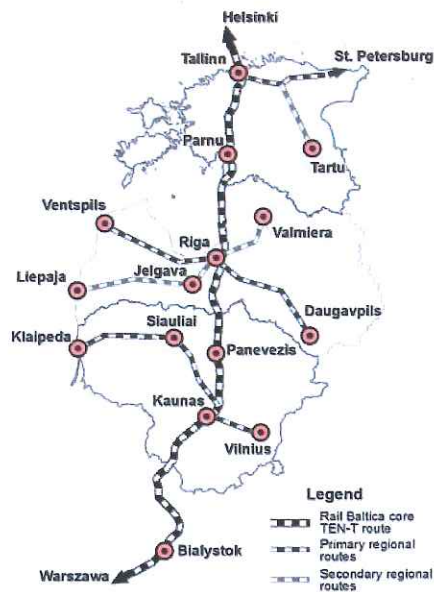 Helsinki
Tallinn
St. Petersburg
Parnu
Tartu
Ventspils
Valmiera
Riga
Liepaja
Jelgava
Daugavpils
Klaipeda
Siauliai
Panevezis
Kaunas
Vilnius
Bialystok
Warszawa
Legend
Rail Baltica core
TEN-T route
Primary regional
routes
Secondary regional
routes